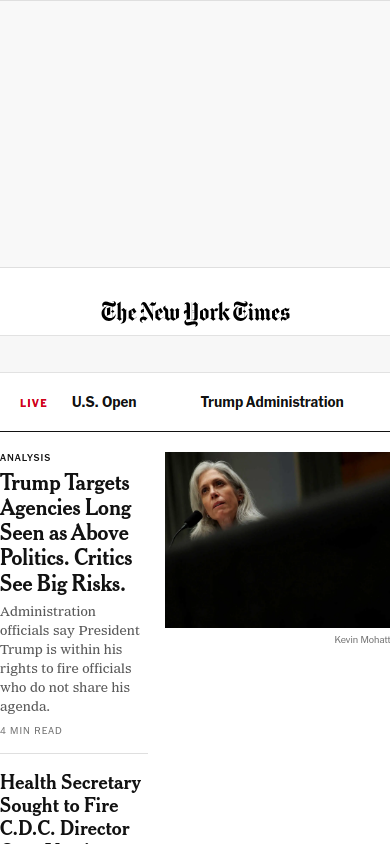 The New York Times
LIVE
U.S. Open
Trump Administration
ANALYSIS
Trump Targets
Agencies Long
Seen as Above
Politics. Critics
See Big Risks.
Administration
officials say President
Trump is within his
rights to fire officials
who do not share his
agenda.
4 MIN READ
Kevin Mohatt
Health Secretary
Sought to Fire
C.D.C. Director